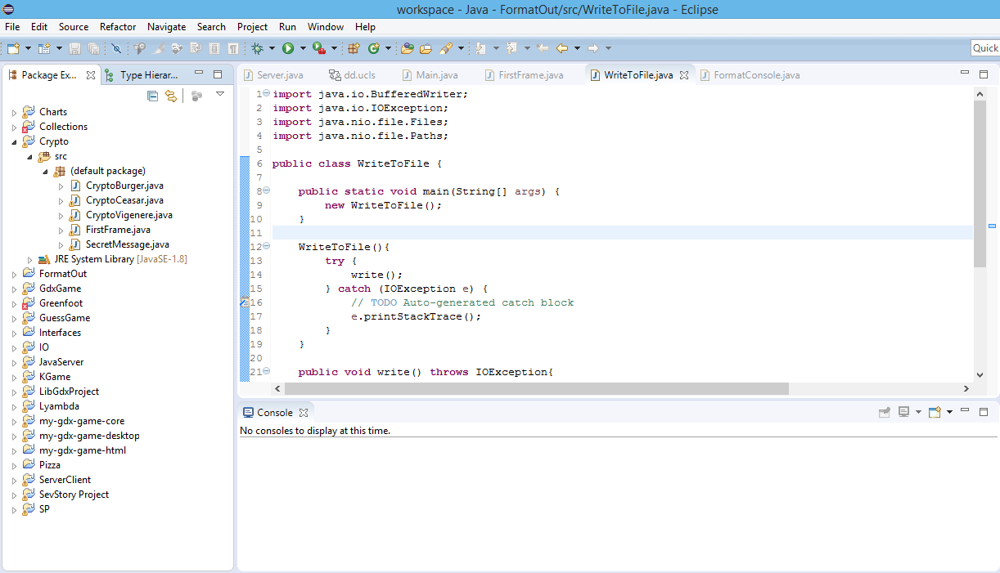 workspace - Java - FormatOut/src/WriteToFile.java - Eclipse
File Edit Source Refactor Navigate Search Project Run Window Help
Quick
Package Ex... Type Hierar...
Charts
Collections
Crypto
src
(default package)
CryptoBurger.java
CryptoCeasar.java
CryptoVigenere.java
FirstFrame.java
SecretMessage.java
JRE System Library [JavaSE-1.8]
FormatOut
GdxGame
Greenfoot
GuessGame
Interfaces
IO
JavaServer
KGame
LibGdxProject
Lyambda
my-gdx-game-core
my-gdx-game-desktop
my-gdx-game-html
Pizza
ServerClient
SevStory Project
SP
Server.java dd.ucls Main.java FirstFrame.java WriteToFile.java FormatConsole.java
1 import java.io.BufferedWriter;
2 import java.io.IOException;
3 import java.nio.file.Files;
4 import java.nio.file.Paths;
5
6 public class WriteToFile {
7
8 public static void main(String[] args) {
9 new WriteToFile();
10 }
11
12 WriteToFile(){
13 try {
14 write();
15 } catch (IOException e) {
16 // TODO Auto-generated catch block
17 e.printStackTrace();
18 }
19 }
20
21 public void write() throws IOException{
Console
No consoles to display at this time.